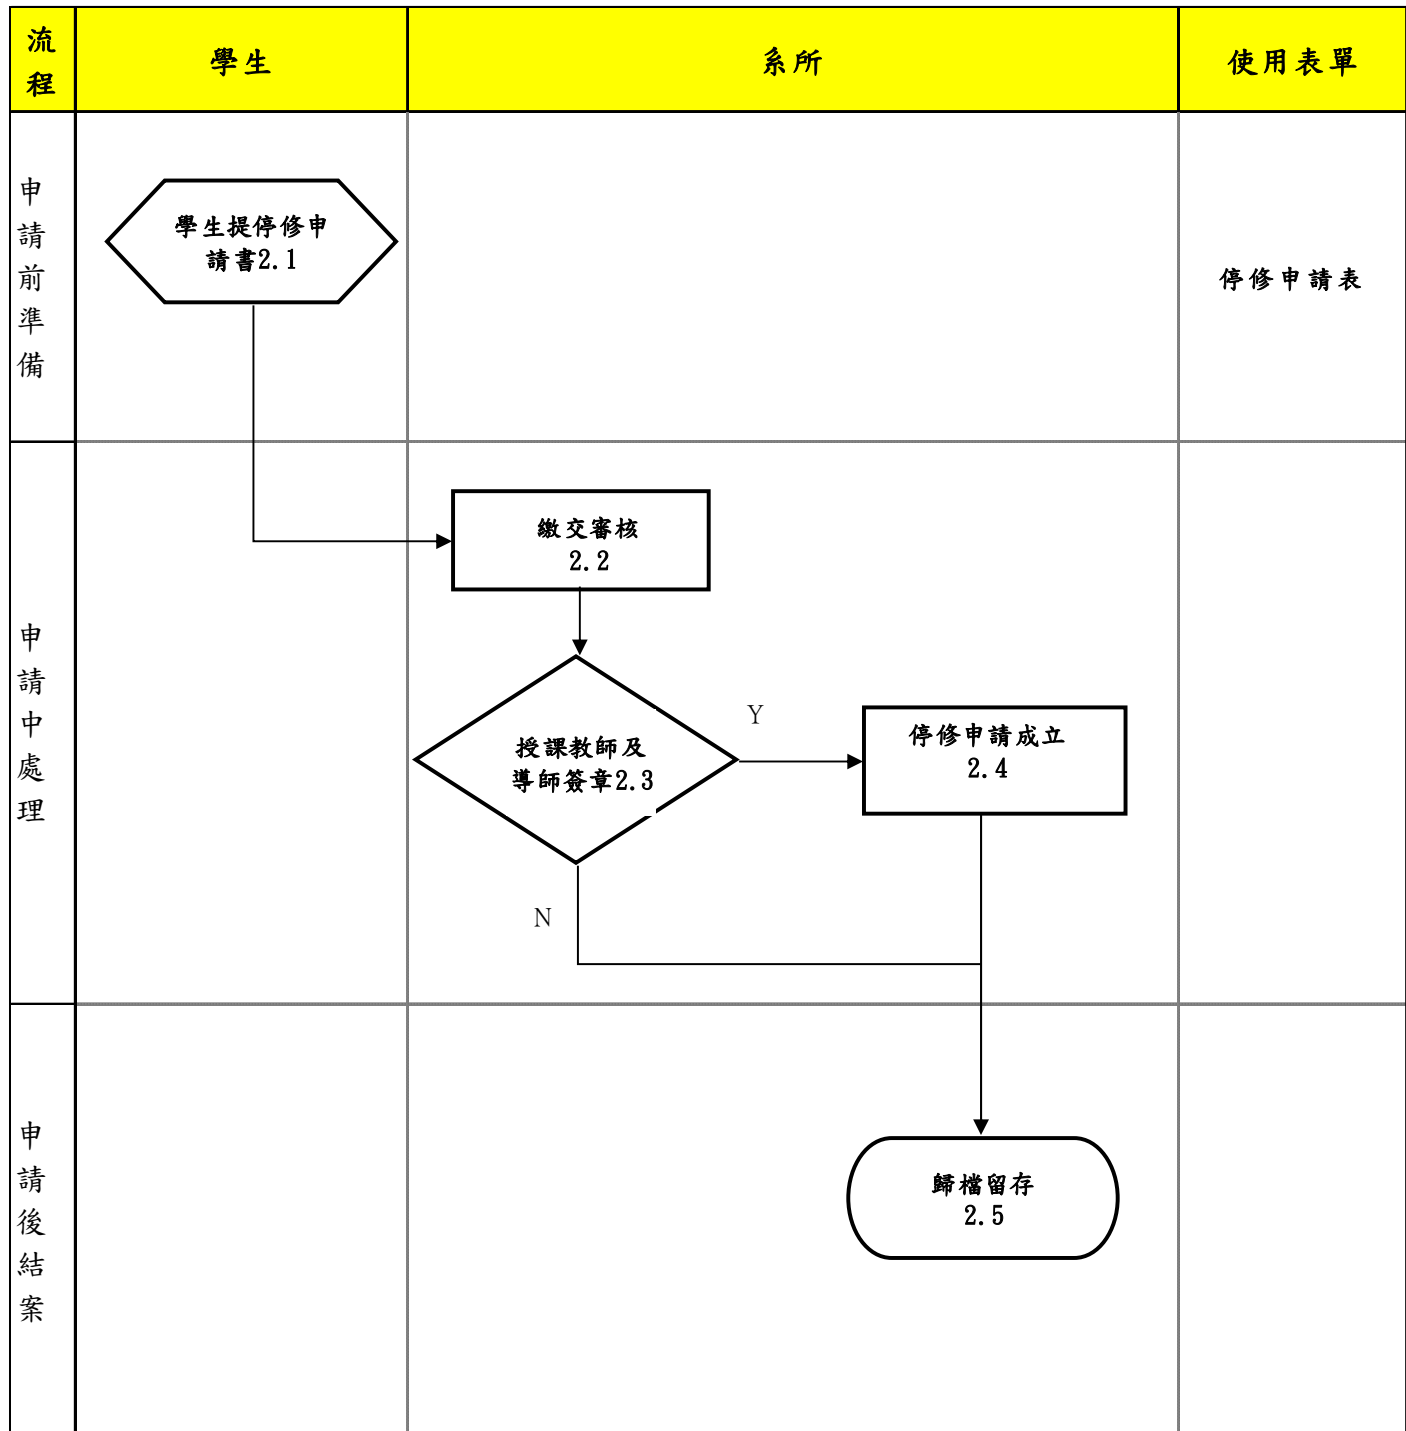 流
程
學生
系所
使用表單
申
請
前
準
備
學生提停修申
請書2.1
停修申請表
申
請
中
處
理
繳交審核
2.2
授課教師及
導師簽章2.3
Y
停修申請成立
2.4
N
申
請
後
結
案
歸檔留存
2.5